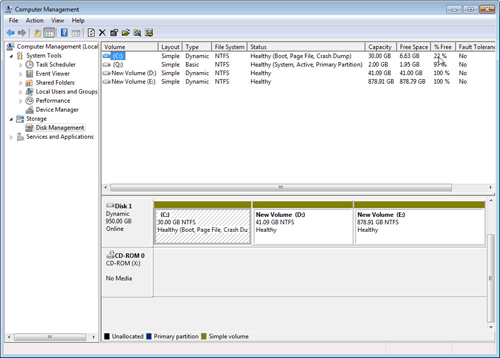 Computer Management
File Action View Help
Computer Management (Local
System Tools
Task Scheduler
Event Viewer
Shared Folders
Local Users and Groups
Performance
Device Manager
Storage
Disk Management
Services and Applications
Volume Layout Type File System Status Capacity Free Space % Free Fault Toleranc
(C:) Simple Dynamic NTFS Healthy (Boot, Page File, Crash Dump) 30.00 GB 6.63 GB 22 % No
(Q:) Simple Basic NTFS Healthy (System, Active, Primary Partition) 2.00 GB 1.95 GB No
New Volume (D:) Simple Dynamic NTFS Healthy 41.09 GB 41.00 GB 100 % No
New Volume (E:) Simple Dynamic NTFS Healthy 878.91 GB 878.79 GB 100 % No
Disk 1
Dynamic
950.00 GB
Online
(C:)
30.00 GB NTFS
Healthy (Boot, Page File, Crash Du
New Volume (D:)
41.09 GB NTFS
Healthy
New Volume (E:)
878.91 GB NTFS
Healthy
CD-ROM 0
CD-ROM (X:)
No Media
Unallocated Primary partition Simple volume